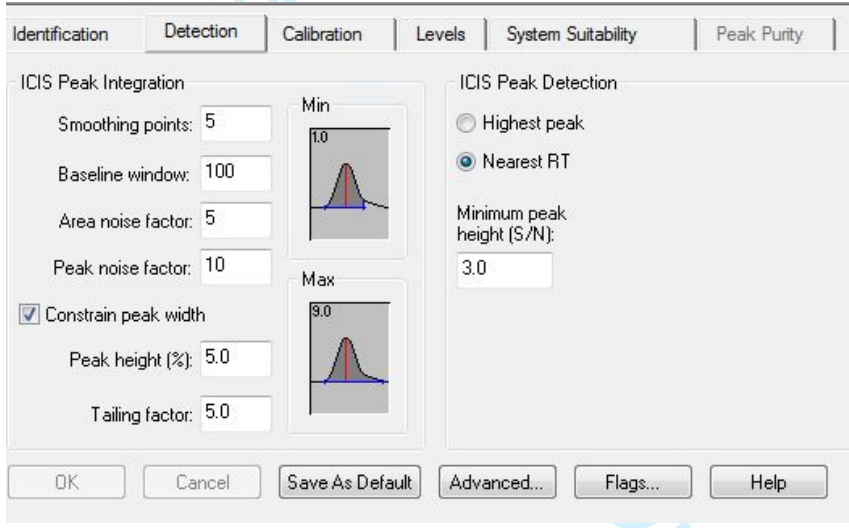 Identification Detection Calibration Levels System Suitability Peak Purity
ICIS Peak Integration
Smoothing points: 5
Baseline window: 100
Area noise factor: 5
Peak noise factor: 10
Constrain peak width
Peak height (%): 5.0
Tailing factor: 5.0
Min
1.0
Max
9.0
ICIS Peak Detection
Highest peak
Nearest RT
Minimum peak
height (S/N):
3.0
OK Cancel Save As Default Advanced... Flags... Help